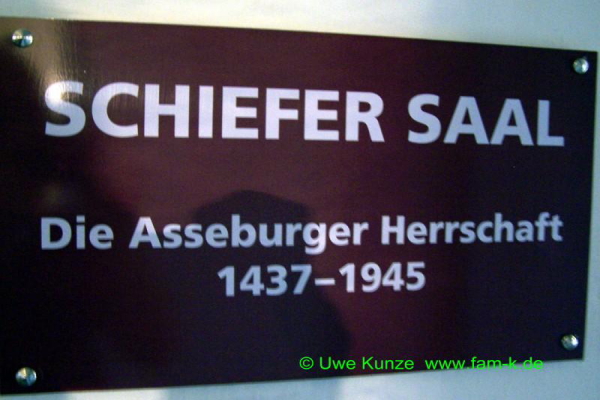 SCHIEFER SAAL
Die Asseburger Herrschaft
1437–1945
© Uwe Kunze www.fam-k.de